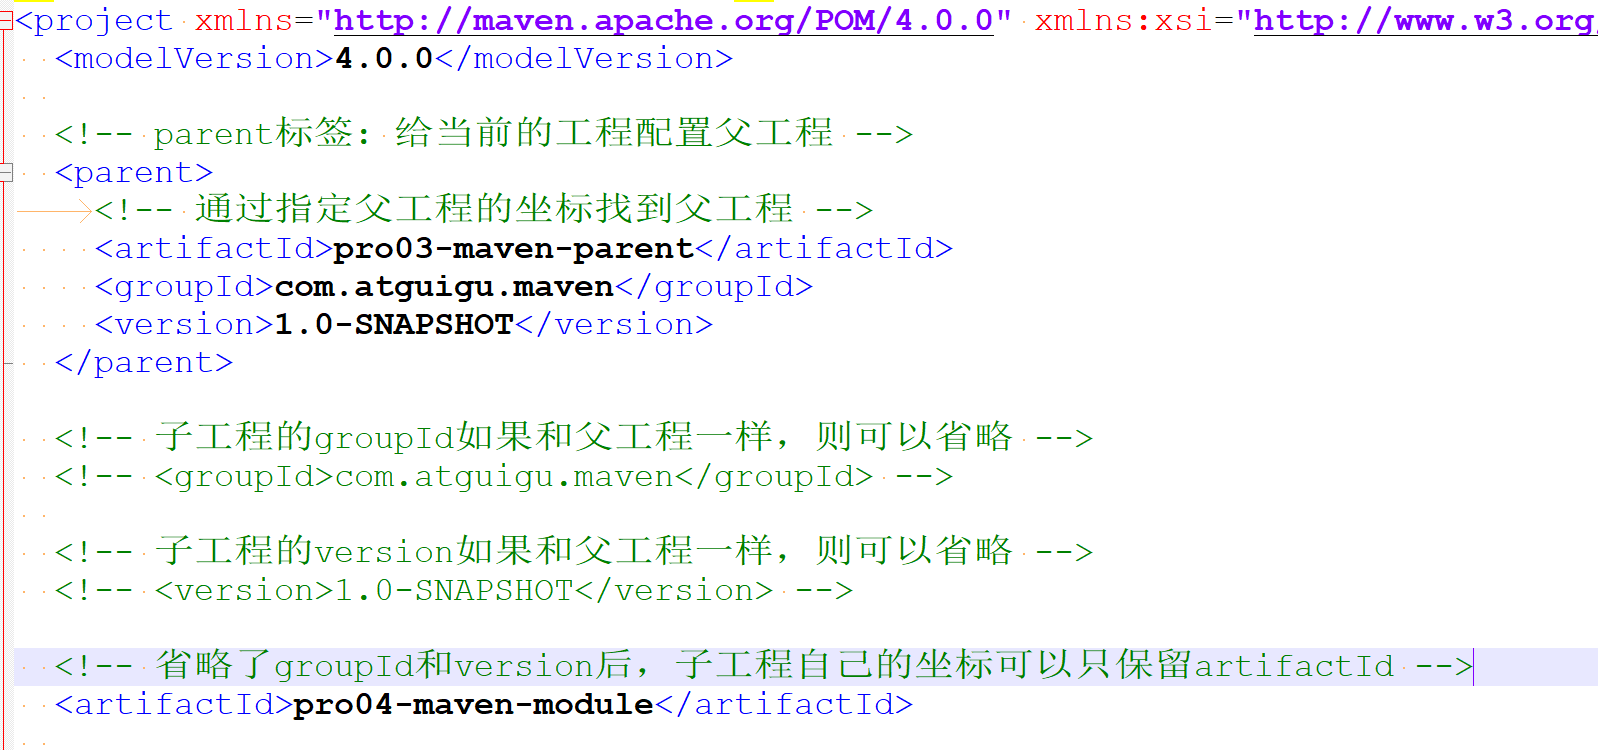 <project xmlns="http://maven.apache.org/POM/4.0.0" xmlns:xsi="http://www.w3.org/
<modelVersion>4.0.0</modelVersion>
<!-- parent标签：给当前的工程配置父工程 -->
<parent>
<!-- 通过指定父工程的坐标找到父工程 -->
<artifactId>pro03-maven-parent</artifactId>
<groupId>com.atguigu.maven</groupId>
<version>1.0-SNAPSHOT</version>
</parent>
<!-- 子工程的groupId如果和父工程一样，则可以省略 -->
<!-- <groupId>com.atguigu.maven</groupId> -->
<!-- 子工程的version如果和父工程一样，则可以省略 -->
<!-- <version>1.0-SNAPSHOT</version> -->
<!-- 省略了groupId和version后，子工程自己的坐标可以只保留artifactId -->
<artifactId>pro04-maven-module</artifactId>